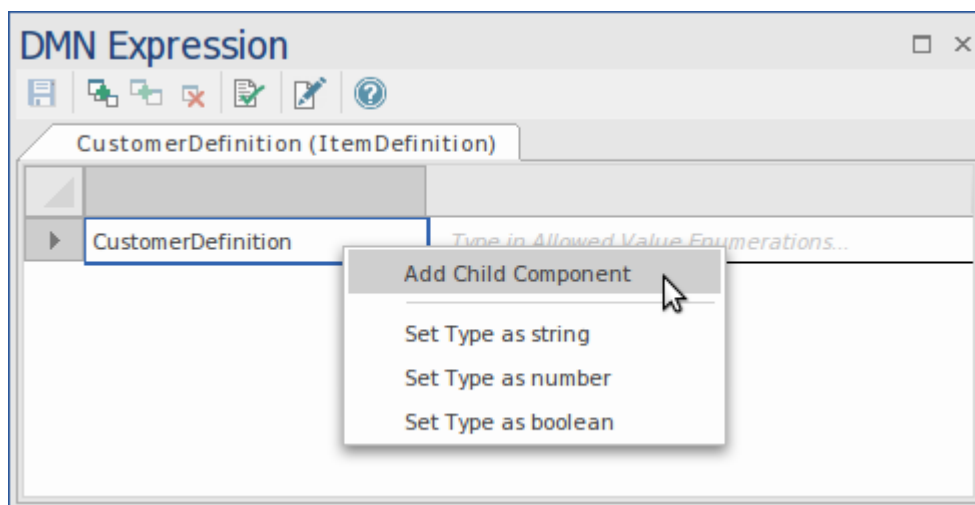 DMN Expression
CustomerDefinition (ItemDefinition)
CustomerDefinition
Type in Allowed Value Enumerations...
Add Child Component
Set Type as string
Set Type as number
Set Type as boolean